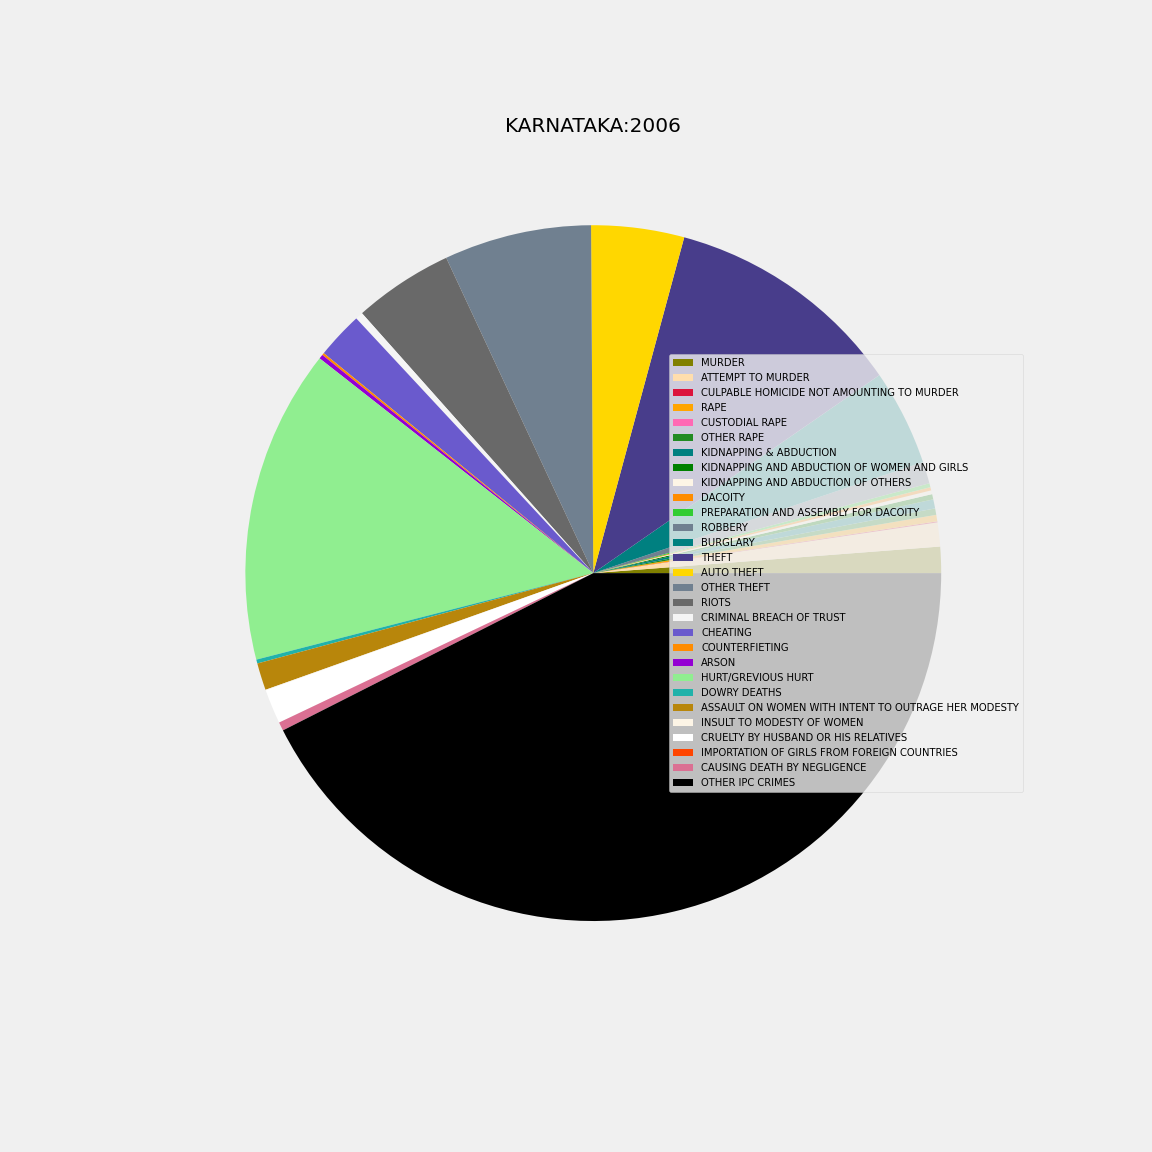 KARNATAKA:2006
MURDER
ATTEMPT TO MURDER
CULPABLE HOMICIDE NOT AMOUNTING TO MURDER
RAPE
CUSTODIAL RAPE
OTHER RAPE
KIDNAPPING & ABDUCTION
KIDNAPPING AND ABDUCTION OF WOMEN AND GIRLS
KIDNAPPING AND ABDUCTION OF OTHERS
DACOITY
PREPARATION AND ASSEMBLY FOR DACOITY
ROBBERY
BURGLARY
THEFT
AUTO THEFT
OTHER THEFT
RIOTS
CRIMINAL BREACH OF TRUST
CHEATING
COUNTERFIETING
ARSON
HURT/GREVIOUS HURT
DOWRY DEATHS
ASSAULT ON WOMEN WITH INTENT TO OUTRAGE HER MODESTY
INSULT TO MODESTY OF WOMEN
CRUELTY BY HUSBAND OR HIS RELATIVES
IMPORTATION OF GIRLS FROM FOREIGN COUNTRIES
CAUSING DEATH BY NEGLIGENCE
OTHER IPC CRIMES